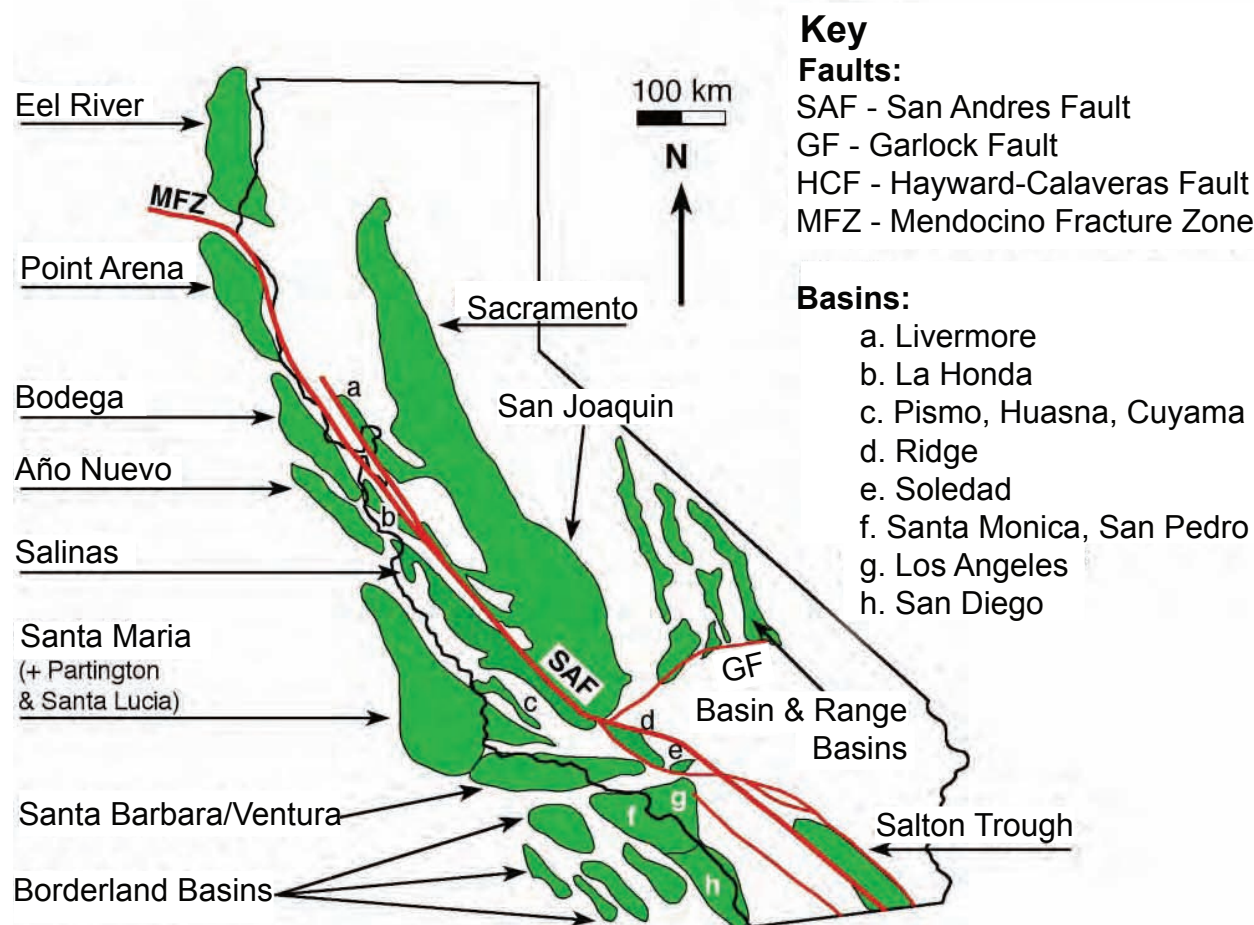 Key
Faults:
SAF - San Andres Fault
GF - Garlock Fault
HCF - Hayward-Calaveras Fault
MFZ - Mendocino Fracture Zone
Basins:
a. Livermore
b. La Honda
c. Pismo, Huasna, Cuyama
d. Ridge
e. Soledad
f. Santa Monica, San Pedro
g. Los Angeles
h. San Diego
100 km
N
Eel River
MFZ
Point Arena
Sacramento
San Joaquin
Bodega
a
Año Nuevo
b
Salinas
Santa Maria
(+ Partington
& Santa Lucia)
SAF
GF
c
d
e
Basin & Range
Basins
Santa Barbara/Ventura
g
f
h
Salton Trough
Borderland Basins